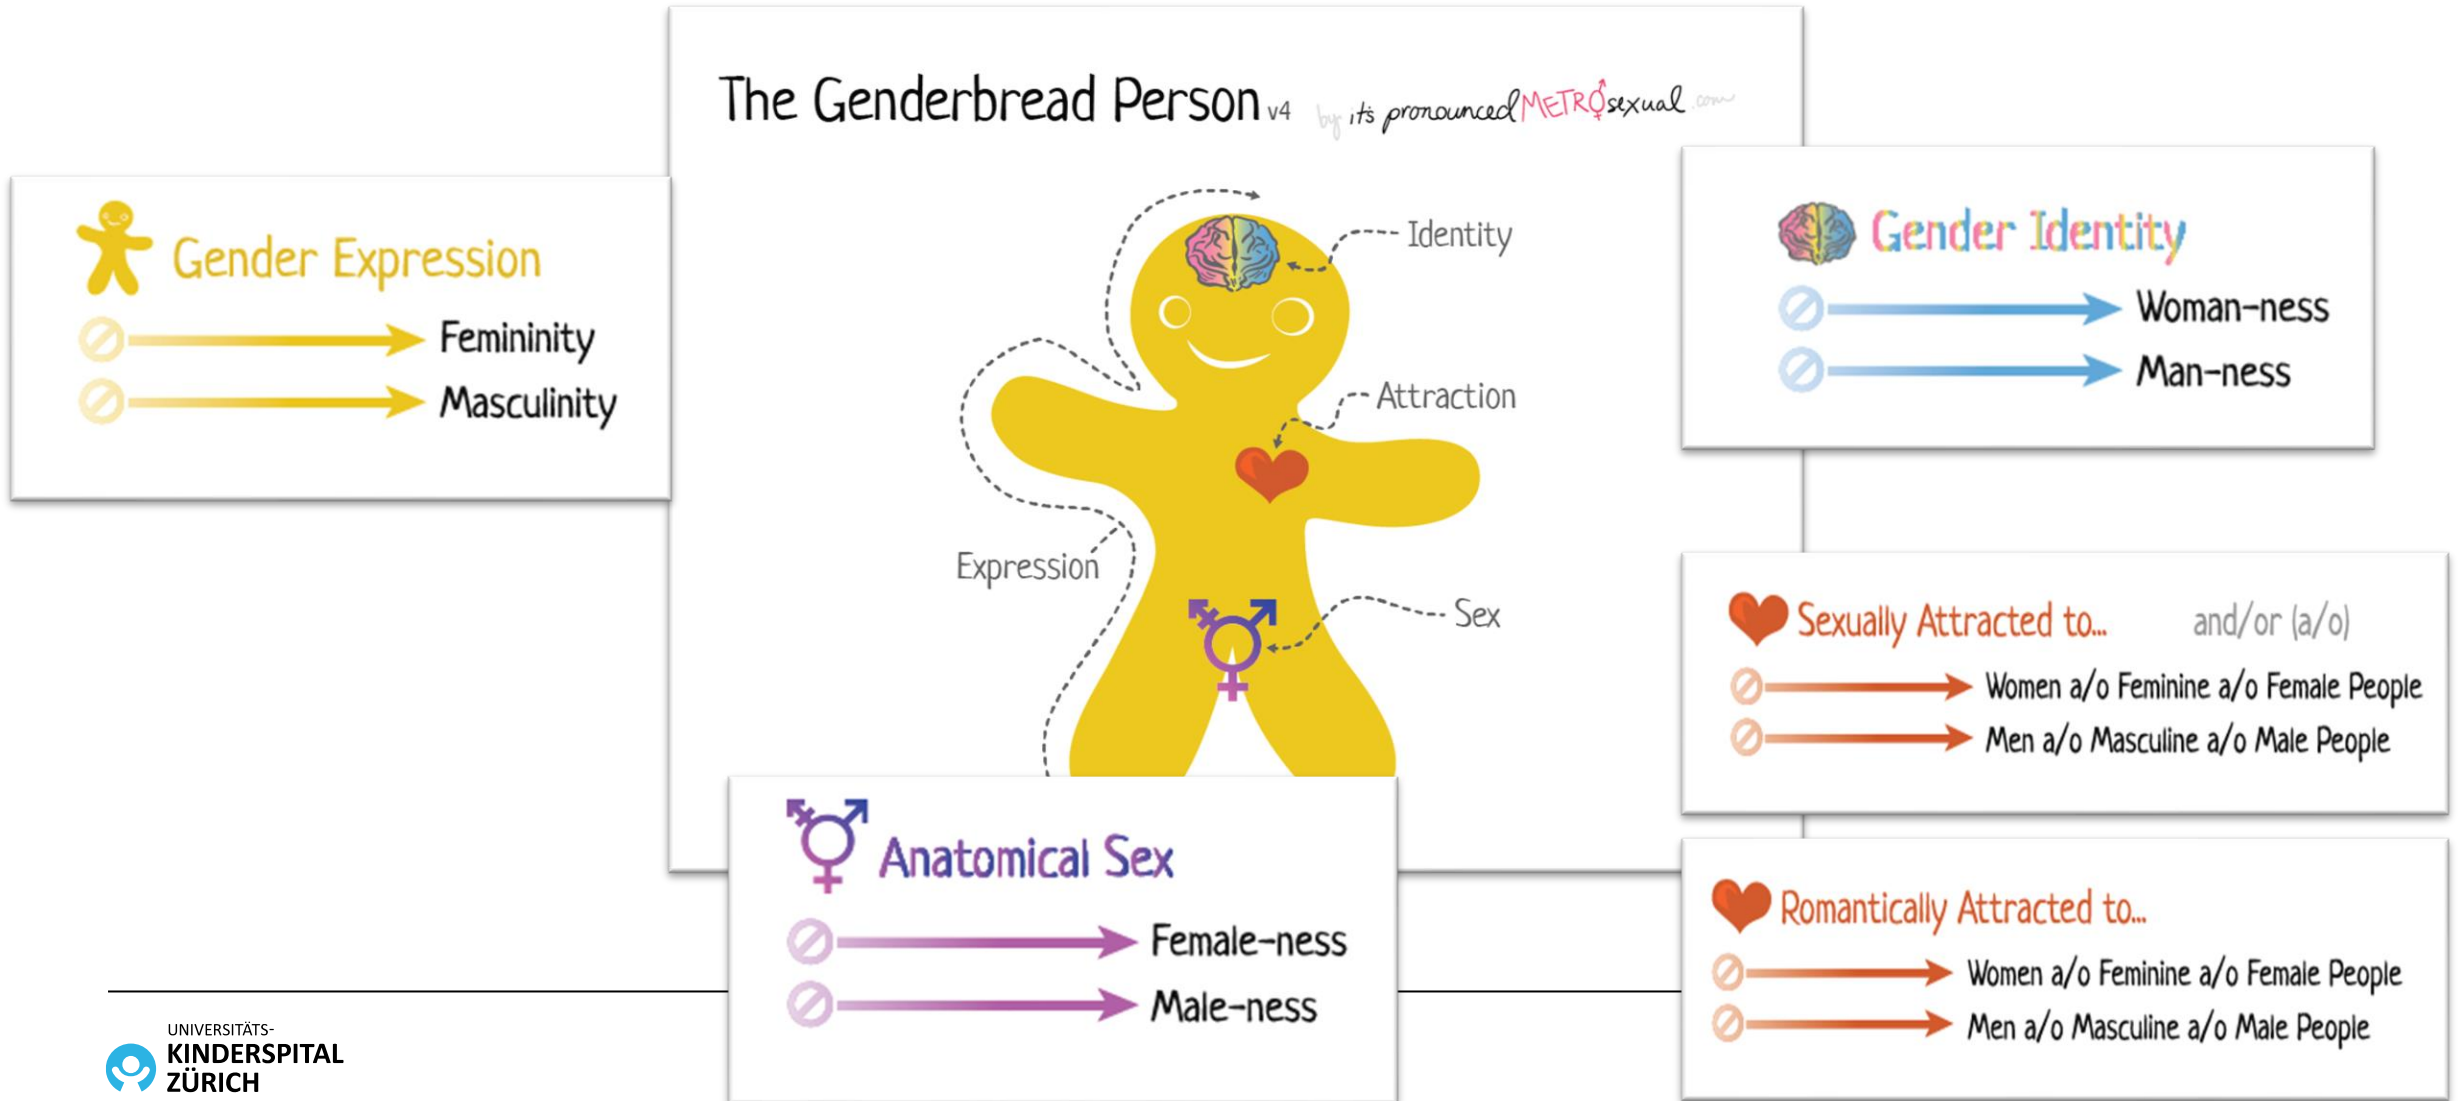 The Genderbread Person v4 by it's pronounced METROsexual.com
Gender Expression
Femininity
Masculinity
Identity
Attraction
Expression
Sex
Gender Identity
Woman-ness
Man-ness
Sexually Attracted to... and/or (a/o)
Women a/o Feminine a/o Female People
Men a/o Masculine a/o Male People
Romantically Attracted to...
Women a/o Feminine a/o Female People
Men a/o Masculine a/o Male People
Anatomical Sex
Female-ness
Male-ness
UNIVERSITÄTS-
KINDERSPITAL
ZÜRICH